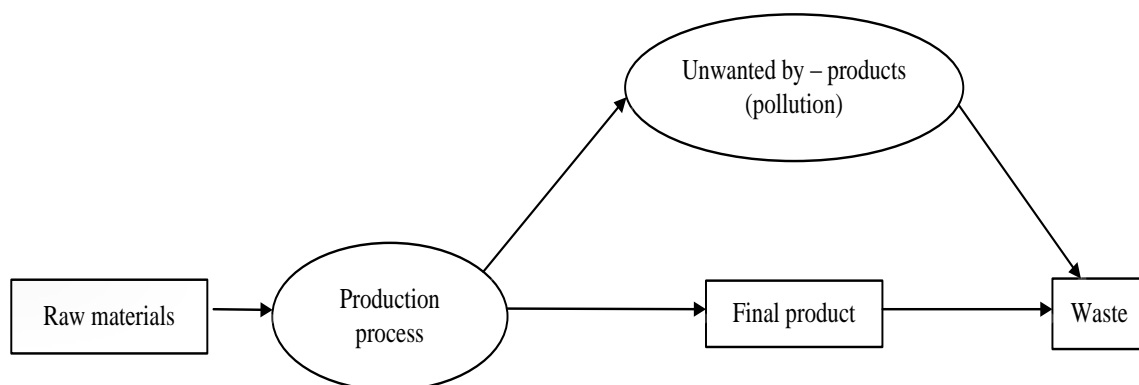 Unwanted by – products
(pollution)
Production
process
Raw materials
Final product
Waste